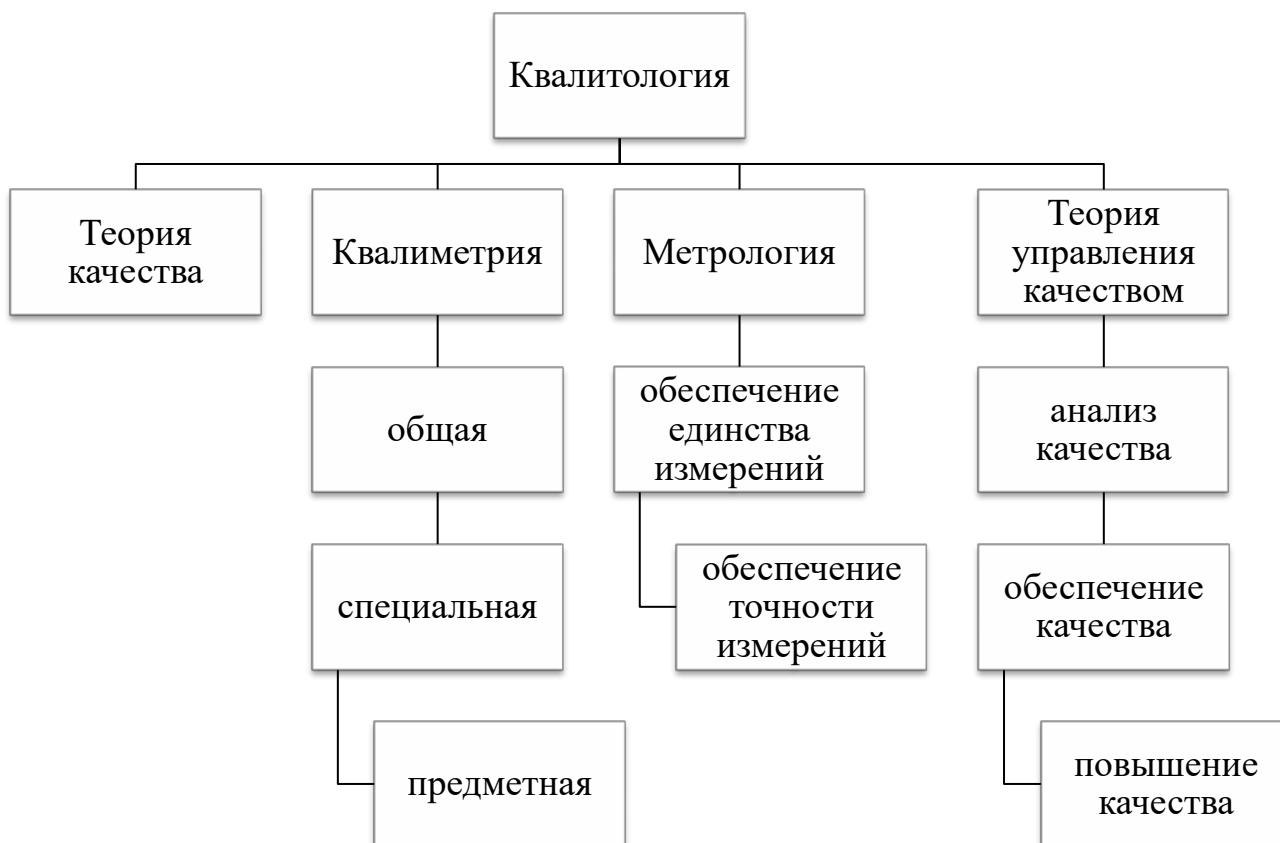 Квалитология
Теория
качества
Квалиметрия
Метрология
Теория
управления
качеством
общая
обеспечение
единства
измерений
анализ
качества
специальная
обеспечение
точности
измерений
обеспечение
качества
предметная
повышение
качества